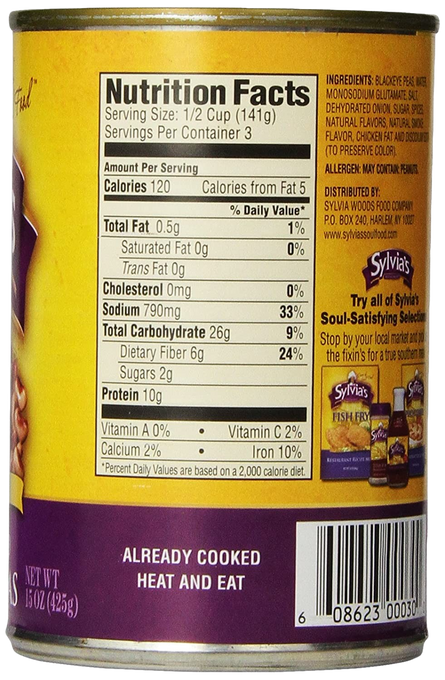 Food™
Nutrition Facts
Serving Size: 1/2 Cup (141g)
Servings Per Container 3
Amount Per Serving
Calories 120 Calories from Fat 5
% Daily Value*
Total Fat 0.5g 1%
Saturated Fat 0g 0%
Trans Fat 0g
Cholesterol 0mg 0%
Sodium 790mg 33%
Total Carbohydrate 26g 9%
Dietary Fiber 6g 24%
Sugars 2g
Protein 10g
Vitamin A 0% • Vitamin C 2%
Calcium 2% • Iron 10%
*Percent Daily Values are based on a 2,000 calorie diet.
INGREDIENTS: BLACKEYE PEAS, WATER,
MONOSODIUM GLUTAMATE, SALT,
DEHYDRATED ONION, SUGAR, SPICES,
NATURAL FLAVORS, NATURAL SMOKE
FLAVOR, CHICKEN FAT AND DISODIUM
(TO PRESERVE COLOR).
ALLERGEN: MAY CONTAIN: PEANUTS.
DISTRIBUTED BY:
SYLVIA WOODS FOOD COMPANY
P.O. BOX 240, HARLEM, NY 10027
www.sylviassoulfood.com
Sylvia's
Try all of Sylvia's
Soul-Satisfying Selection
Stop by your local market and
the fixin's for a true southern
Sylvia's
FISH FRY
ALREADY COOKED
HEAT AND EAT
AS
NET WT
15 OZ (425g)
6 08623 00030